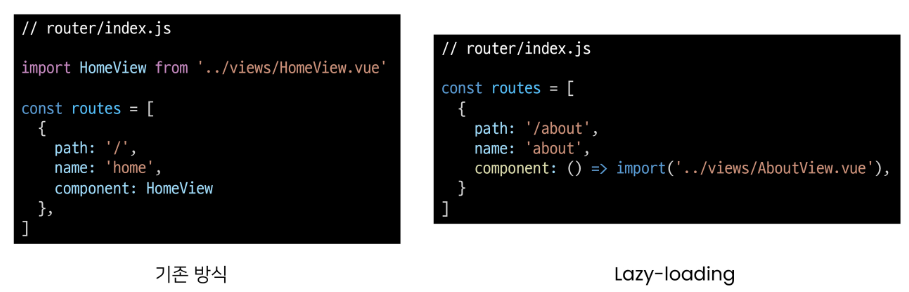 // router/index.js
import HomeView from '../views/HomeView.vue'
const routes = [
  {
    path: '/',
    name: 'home',
    component: HomeView
  },
]
기존 방식
// router/index.js
const routes = [
  {
    path: '/about',
    name: 'about',
    component: () => import('../views/AboutView.vue'),
  }
]
Lazy-loading